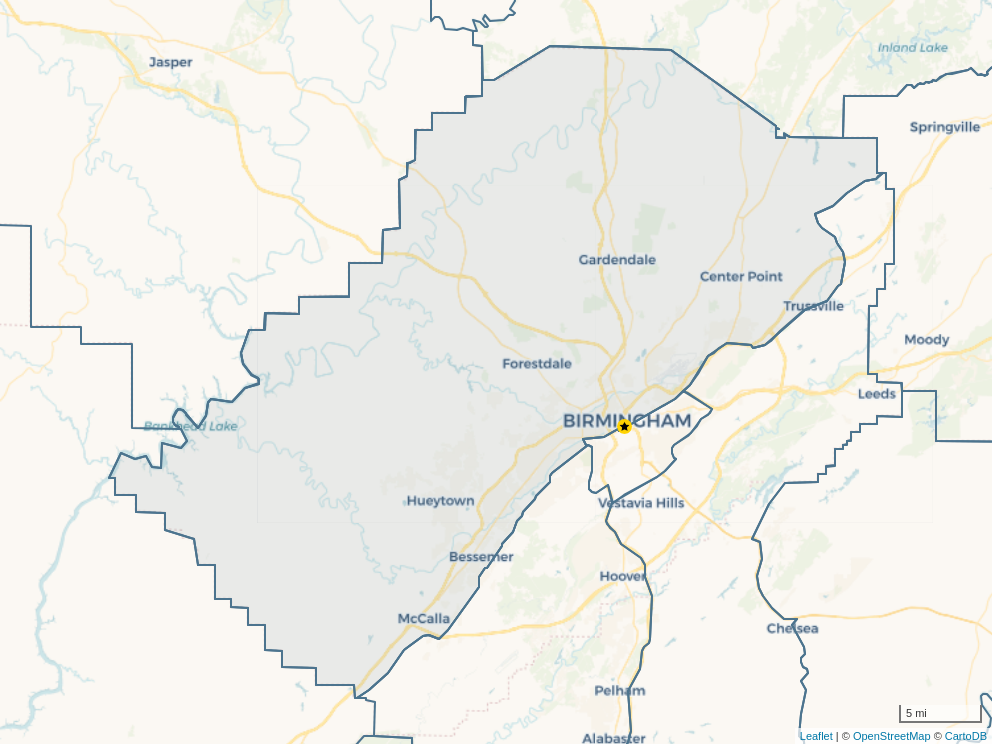 Inland Lake
Jasper
Springville
Gardendale
Center Point
Trussville
Moody
Forestdale
Leeds
BIRMINGHAM
Bankhead Lake
Hueytown
Vestavia Hills
Bessemer
Hoover
McCalla
Chelsea
Pelham
5 mi
Alabaster
Leaflet | © OpenStreetMap © CartoDB